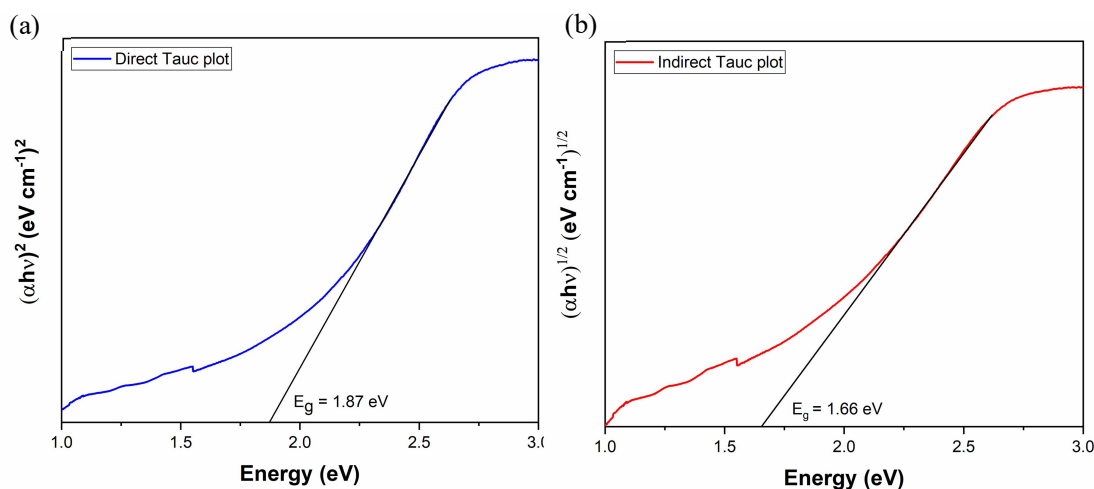 (a)
Direct Tauc plot
(αhν)² (eV cm⁻¹)²
E_g = 1.87 eV
1.0 1.5 2.0 2.5 3.0
Energy (eV)
(b)
Indirect Tauc plot
(αhν)^{1/2} (eV cm⁻¹)^{1/2}
E_g = 1.66 eV
1.0 1.5 2.0 2.5 3.0
Energy (eV)